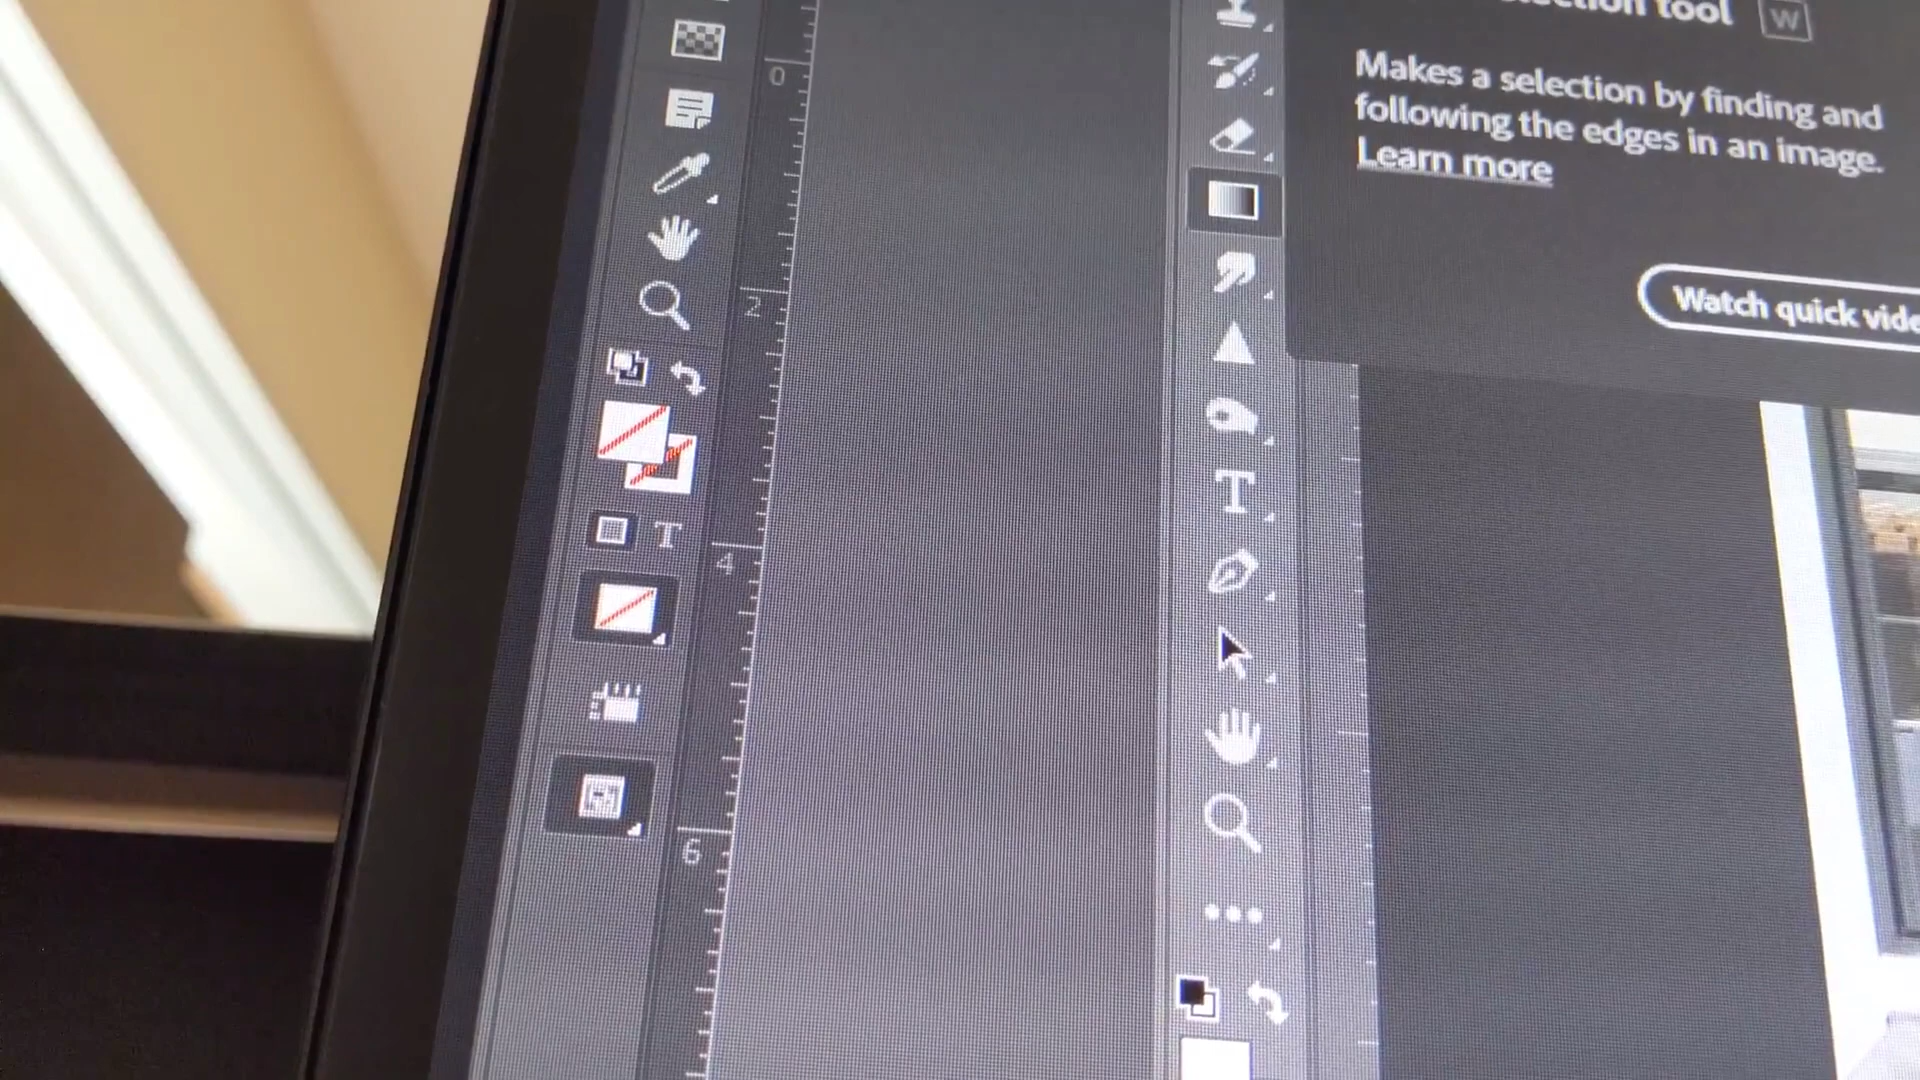 tool W
Makes a selection by finding and
following the edges in an image.
Learn more
Watch quick
0
2
4
6
T
T